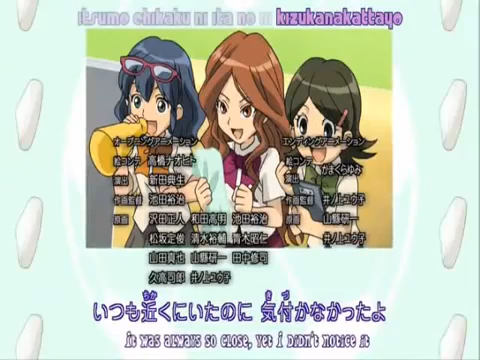 itsumo chikaku ni ita no ni kizukanakattayo
オープニングアニメーション
絵コンテ 高橋ナオヒト
演出 新田典生
作画監督 池田裕治
原画 沢田正人 和田高明 池田裕治
松坂定俊 清水裕輔 青木昭仁
山田真也 山縣研一 田中修司
久高司郎 井ノ上ユウ子
エンディングアニメーション
絵コンテ
演出 かまくらゆみ
作画監督 井ノ上ユウ子
原画 山縣研一
井ノ上ユウ子
いつも近くにいたのに 気付かなかったよ
ちか き づ
It was always so close, yet I didn't notice it